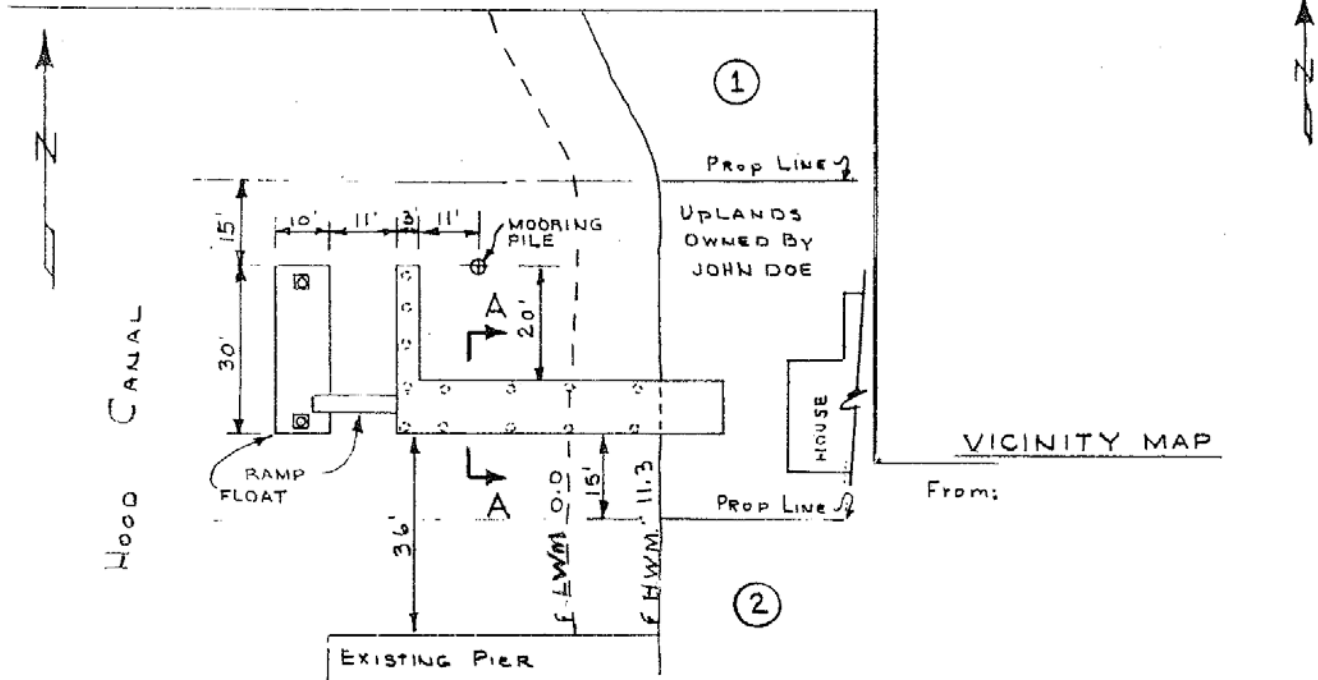 N
N
1
PROP LINE
15'
10'
11'
3'
11'
MOORING
PILE
UPLANDS
OWNED BY
JOHN DOE
A
20'
30'
HOOD CANAL
HOUSE
RAMP
FLOAT
A
36'
LWM 0.0
15'
HWM 11.3
PROP LINE
VICINITY MAP
From:
2
EXISTING PIER